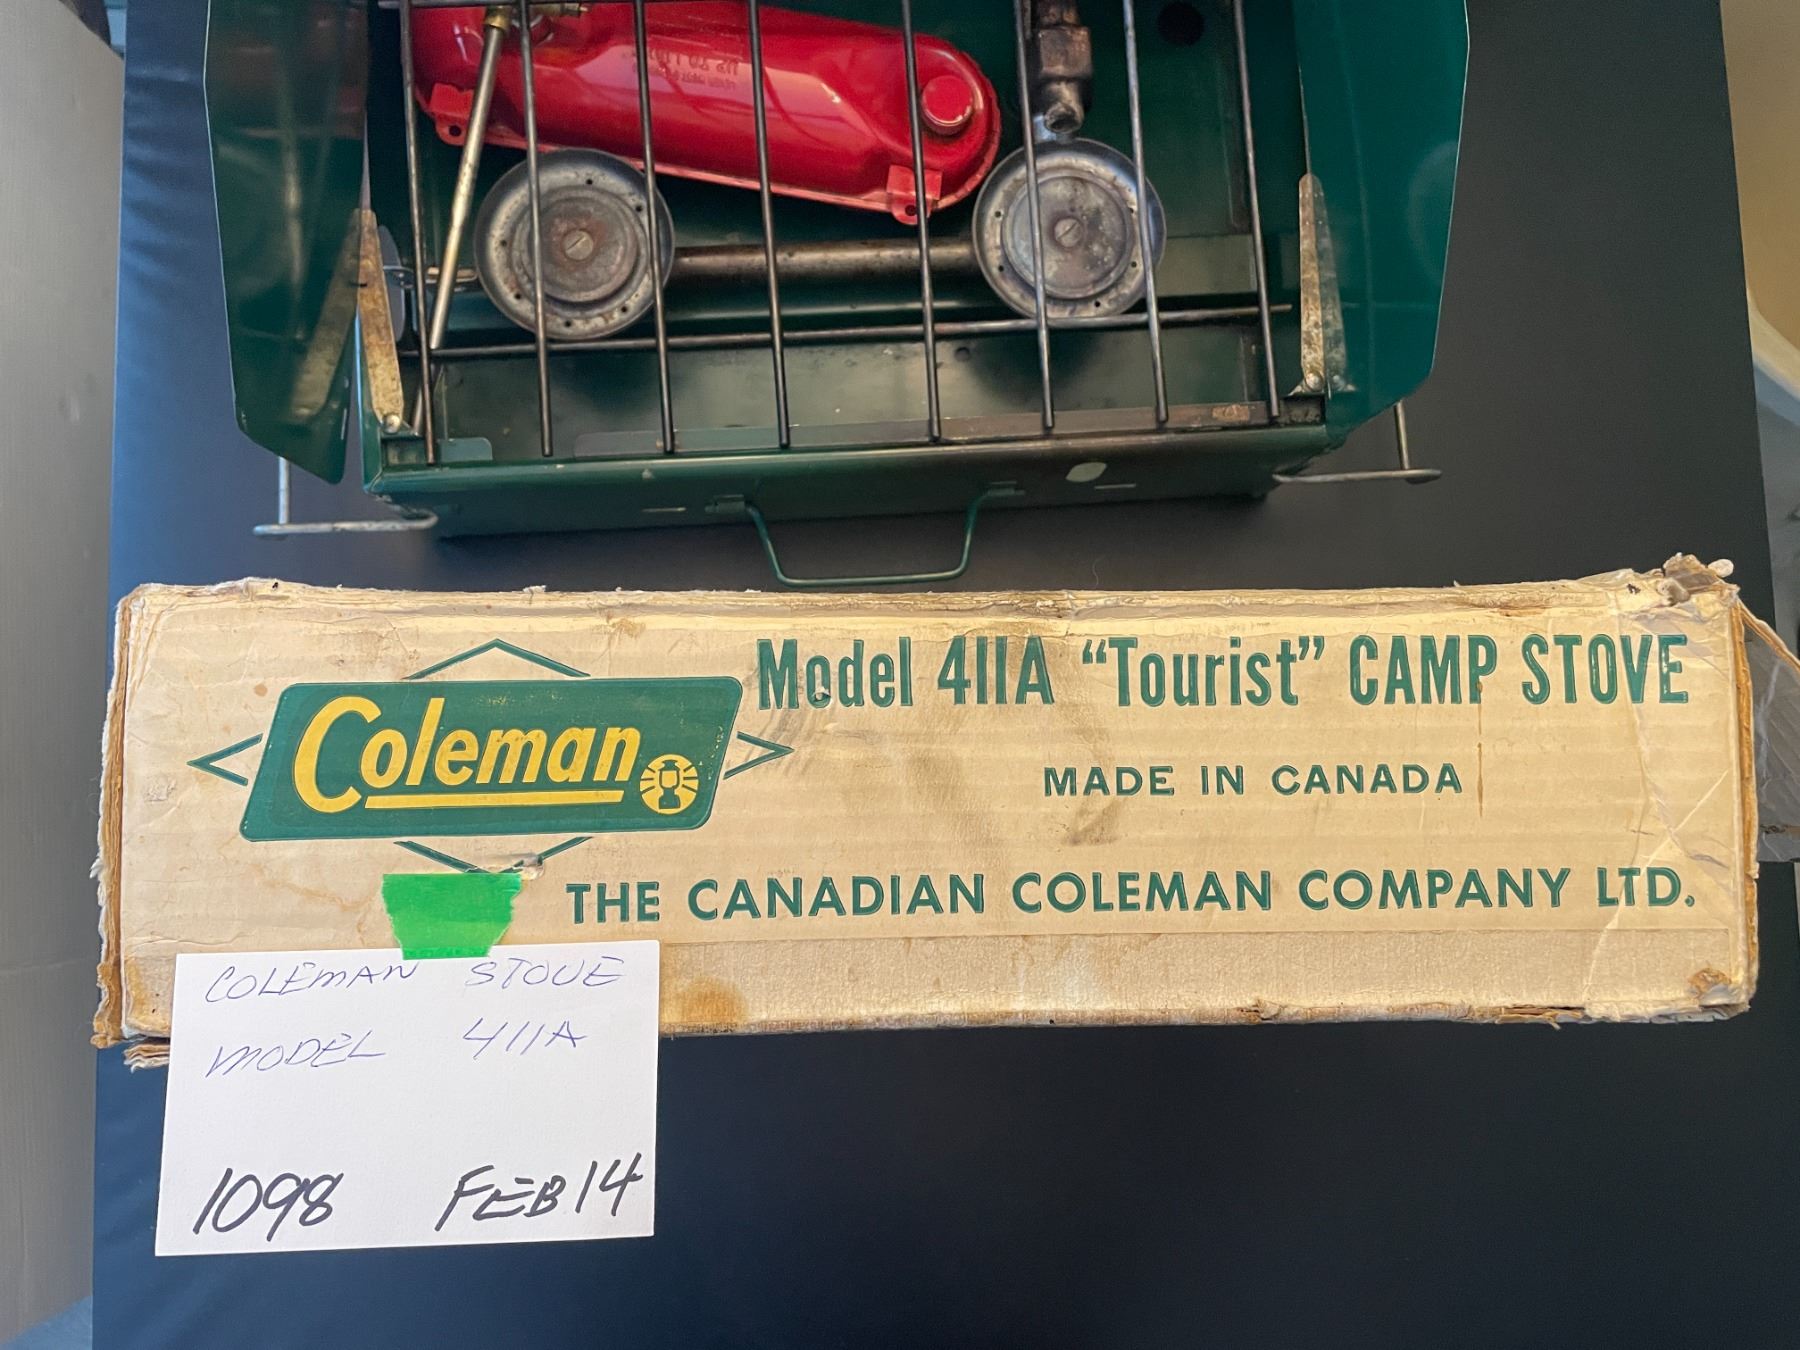 Coleman
Model 411A “Tourist” CAMP STOVE
MADE IN CANADA
THE CANADIAN COLEMAN COMPANY LTD.
COLEMAN STOVE
MODEL 411A
1098 FEB 14